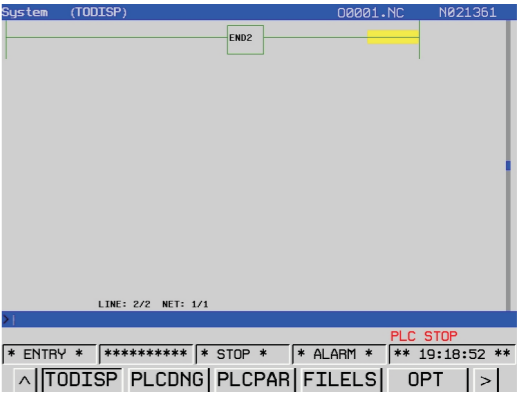 System (TODISP) O0001.NC N021361
END2
LINE: 2/2 NET: 1/1
>
PLC STOP
* ENTRY * ********** * STOP * * ALARM * ** 19:18:52 **
^ TODISP PLCDNG PLCPAR FILELS OPT >